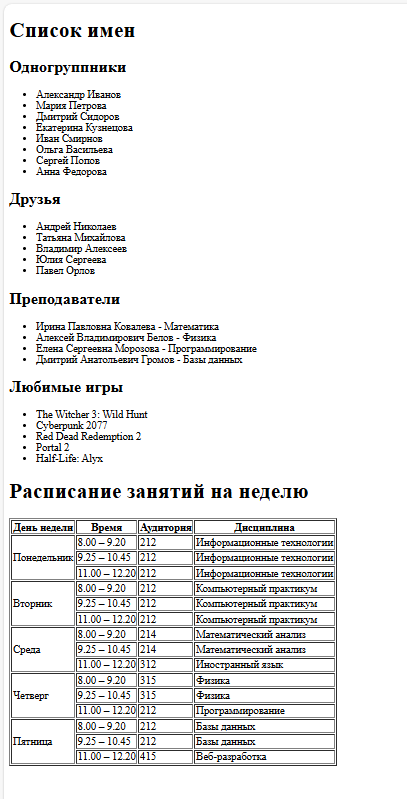 Список имен
Одногруппники
Александр Иванов
Мария Петрова
Дмитрий Сидоров
Екатерина Кузнецова
Иван Смирнов
Ольга Васильева
Сергей Попов
Анна Федорова
Друзья
Андрей Николаев
Татьяна Михайлова
Владимир Алексеев
Юлия Сергеева
Павел Орлов
Преподаватели
Ирина Павловна Ковалева - Математика
Алексей Владимирович Белов - Физика
Елена Сергеевна Морозова - Программирование
Дмитрий Анатольевич Громов - Базы данных
Любимые игры
The Witcher 3: Wild Hunt
Cyberpunk 2077
Red Dead Redemption 2
Portal 2
Half-Life: Alyx
Расписание занятий на неделю
День недели Время Аудитория Дисциплина
Понедельник 8.00 – 9.20 212 Информационные технологии
9.25 – 10.45 212 Информационные технологии
11.00 – 12.20 212 Информационные технологии
Вторник 8.00 – 9.20 212 Компьютерный практикум
9.25 – 10.45 212 Компьютерный практикум
11.00 – 12.20 212 Компьютерный практикум
Среда 8.00 – 9.20 214 Математический анализ
9.25 – 10.45 214 Математический анализ
11.00 – 12.20 312 Иностранный язык
Четверг 8.00 – 9.20 315 Физика
9.25 – 10.45 315 Физика
11.00 – 12.20 212 Программирование
Пятница 8.00 – 9.20 212 Базы данных
9.25 – 10.45 212 Базы данных
11.00 – 12.20 415 Веб-разработка